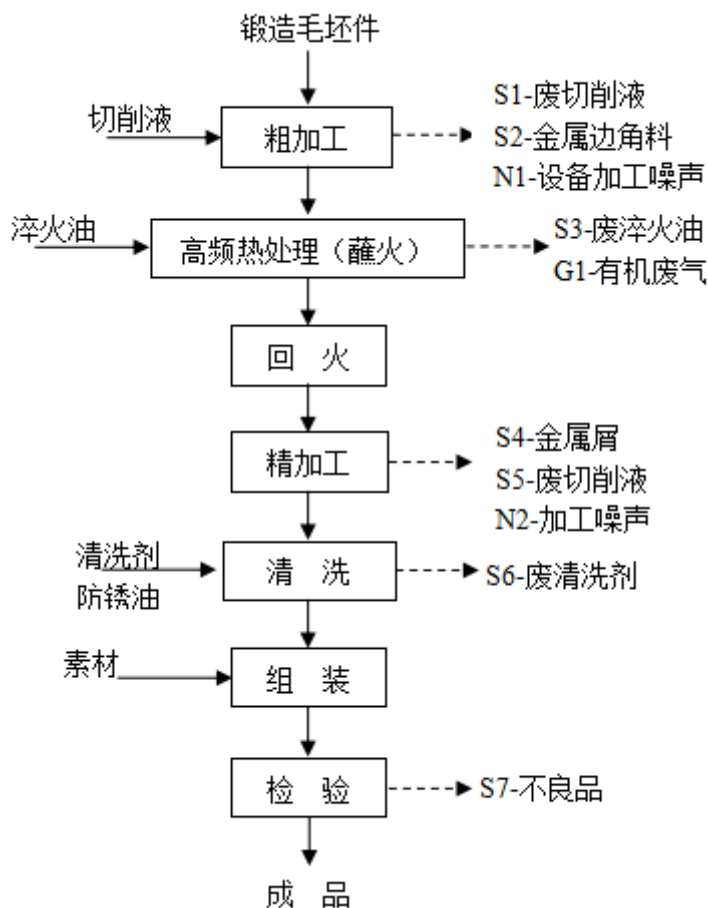 锻造毛坯件
切削液
粗加工
S1-废切削液
S2-金属边角料
N1-设备加工噪声
淬火油
高频热处理（蘸火）
S3-废淬火油
G1-有机废气
回 火
精加工
S4-金属屑
S5-废切削液
N2-加工噪声
清洗剂
防锈油
清 洗
S6-废清洗剂
素材
组 装
检 验
S7-不良品
成 品